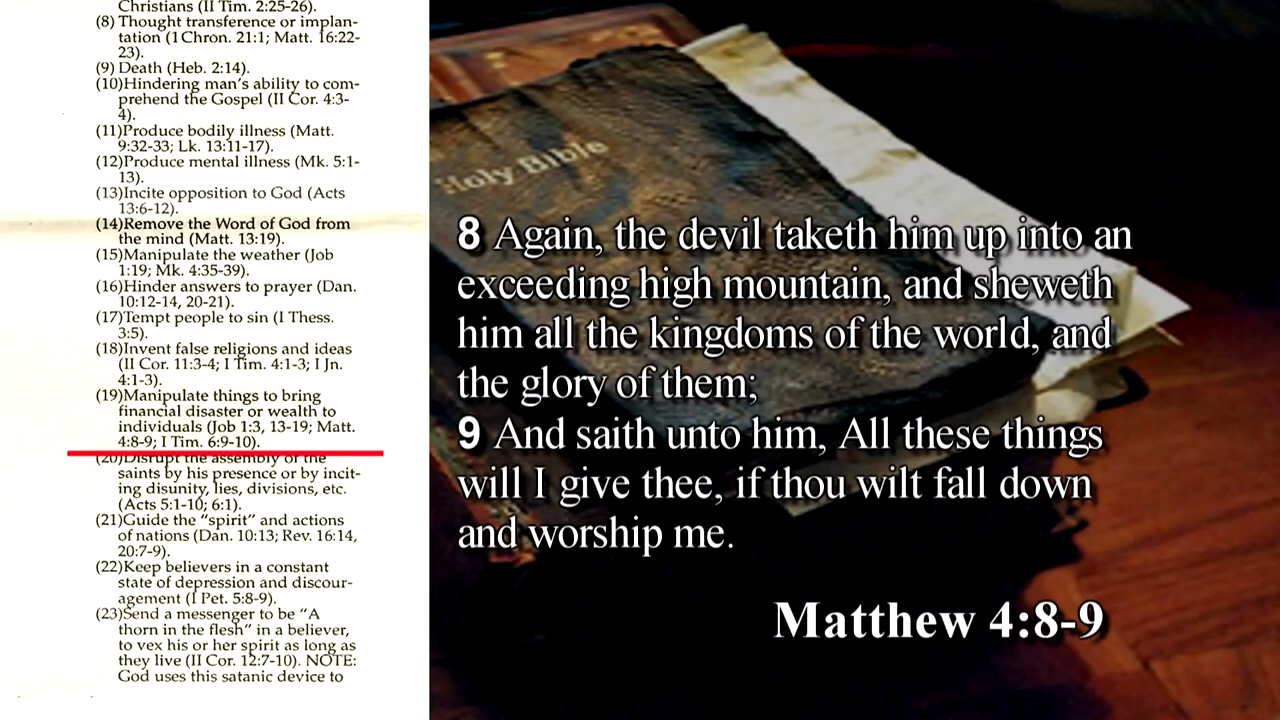 Christians (II Tim. 2:25-26).
(8) Thought transference or implan-
tation (1 Chron. 21:1; Matt. 16:22-
23).
(9) Death (Heb. 2:14).
(10)Hindering man's ability to com-
prehend the Gospel (II Cor. 4:3-
4).
(11)Produce bodily illness (Matt.
9:32-33; Lk. 13:11-17).
(12)Produce mental illness (Mk. 5:1-
13).
(13)Incite opposition to God (Acts
13:6-12).
(14)Remove the Word of God from
the mind (Matt. 13:19).
(15)Manipulate the weather (Job
1:19; Mk. 4:35-39).
(16)Hinder answers to prayer (Dan.
10:12-14, 20-21).
(17)Tempt people to sin (I Thess.
3:5).
(18)Invent false religions and ideas
(II Cor. 11:3-4; I Tim. 4:1-3; I Jn.
4:1-3).
(19)Manipulate things to bring
financial disaster or wealth to
individuals (Job 1:3, 13-19; Matt.
4:8-9; I Tim. 6:9-10).
(20)Disrupt the assembly of the
saints by his presence or by incit-
ing disunity, lies, divisions, etc.
(Acts 5:1-10; 6:1).
(21)Guide the "spirit" and actions
of nations (Dan. 10:13; Rev. 16:14,
20:7-9).
(22)Keep believers in a constant
state of depression and discour-
agement (I Pet. 5:8-9).
(23)Send a messenger to be "A
thorn in the flesh" in a believer,
to vex his or her spirit as long as
they live (II Cor. 12:7-10). NOTE:
God uses this satanic device to
Holy Bible
8 Again, the devil taketh him up into an
exceeding high mountain, and sheweth
him all the kingdoms of the world, and
the glory of them;
9 And saith unto him, All these things
will I give thee, if thou wilt fall down
and worship me.
Matthew 4:8-9